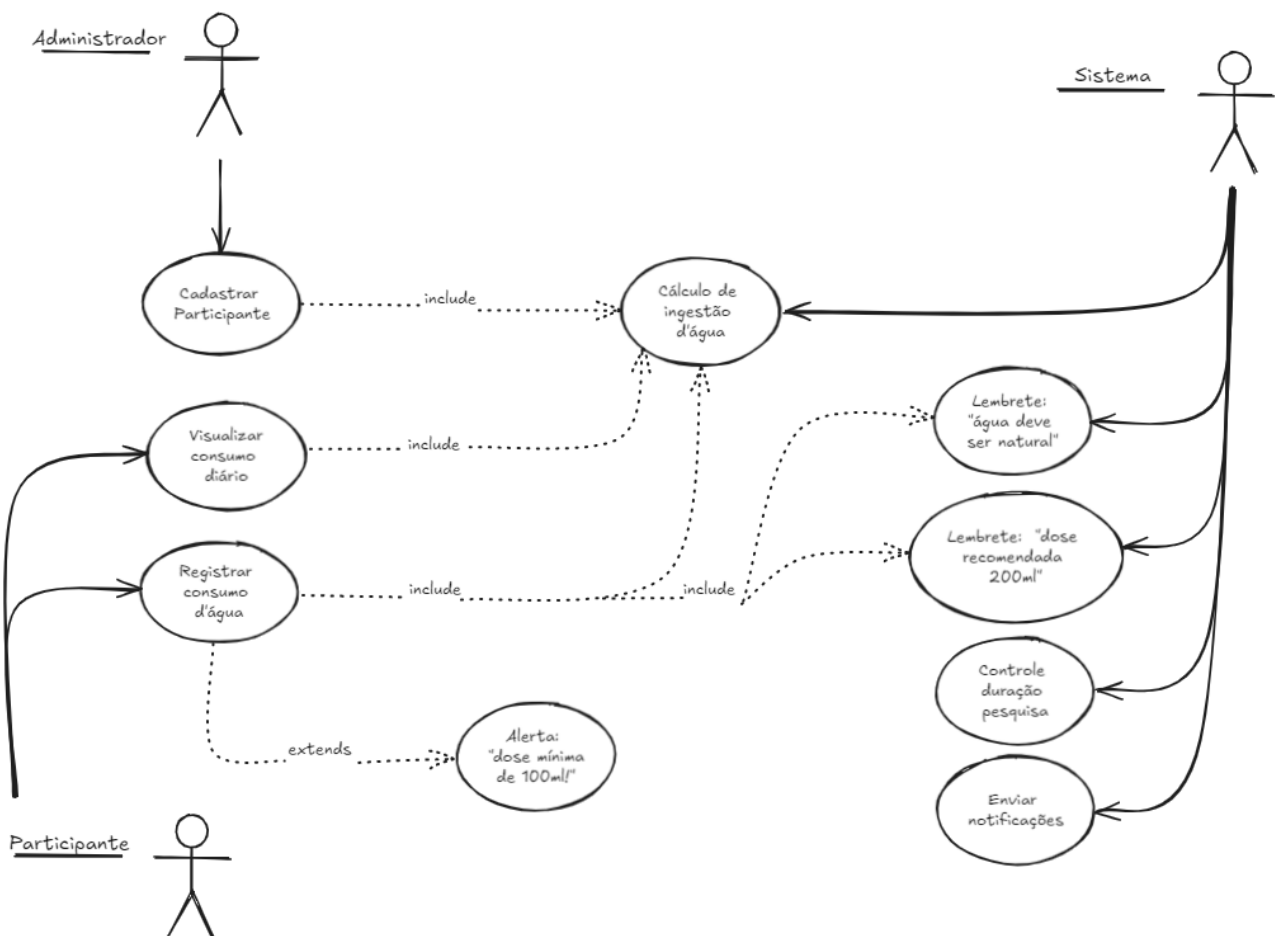 Administrador
Sistema
Cadastrar
Participante
include
Cálculo de
ingestão
d'água
Visualizar
consumo
diário
include
Lembrete:
"água deve
ser natural"
Registrar
consumo
d'água
include
include
Lembrete: "dose
recomendada
200ml"
Controle
duração
pesquisa
extends
Alerta:
"dose mínima
de 100ml!"
Enviar
notificações
Participante